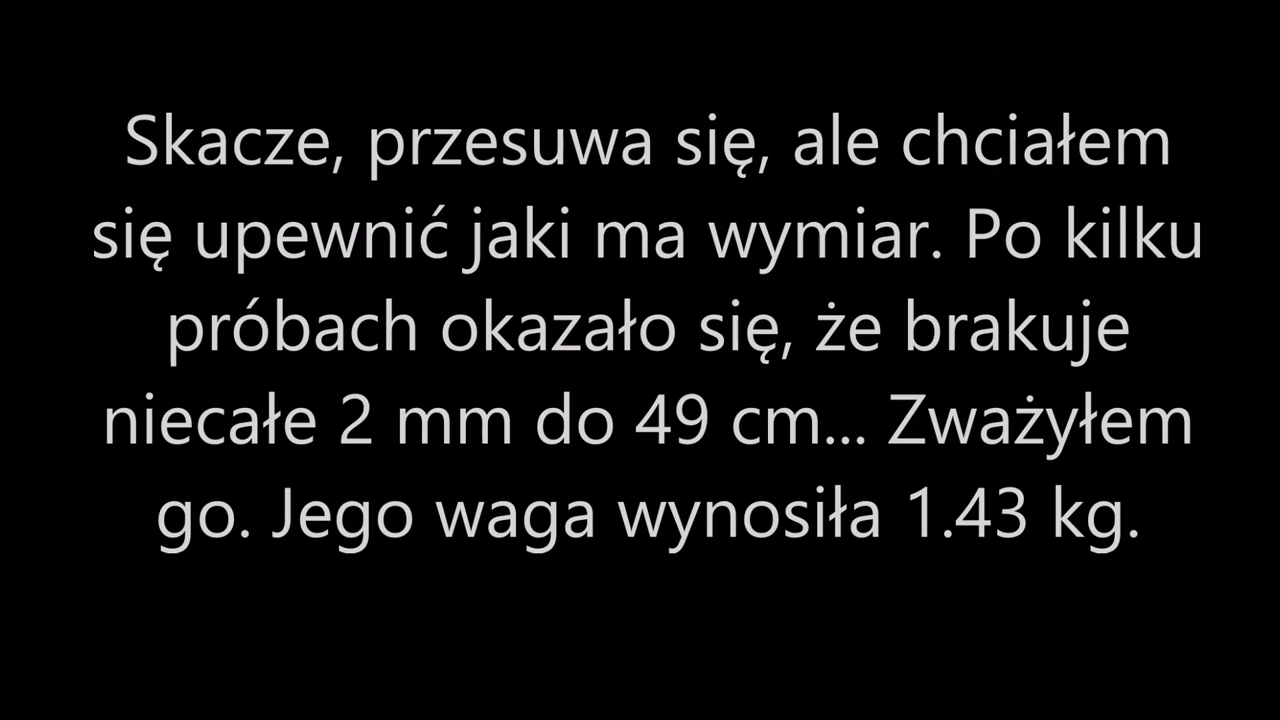 Skacze, przesuwa się, ale chciałem
się upewnić jaki ma wymiar. Po kilku
próbach okazało się, że brakuje
niecałe 2 mm do 49 cm... Zważyłem
go. Jego waga wynosiła 1.43 kg.